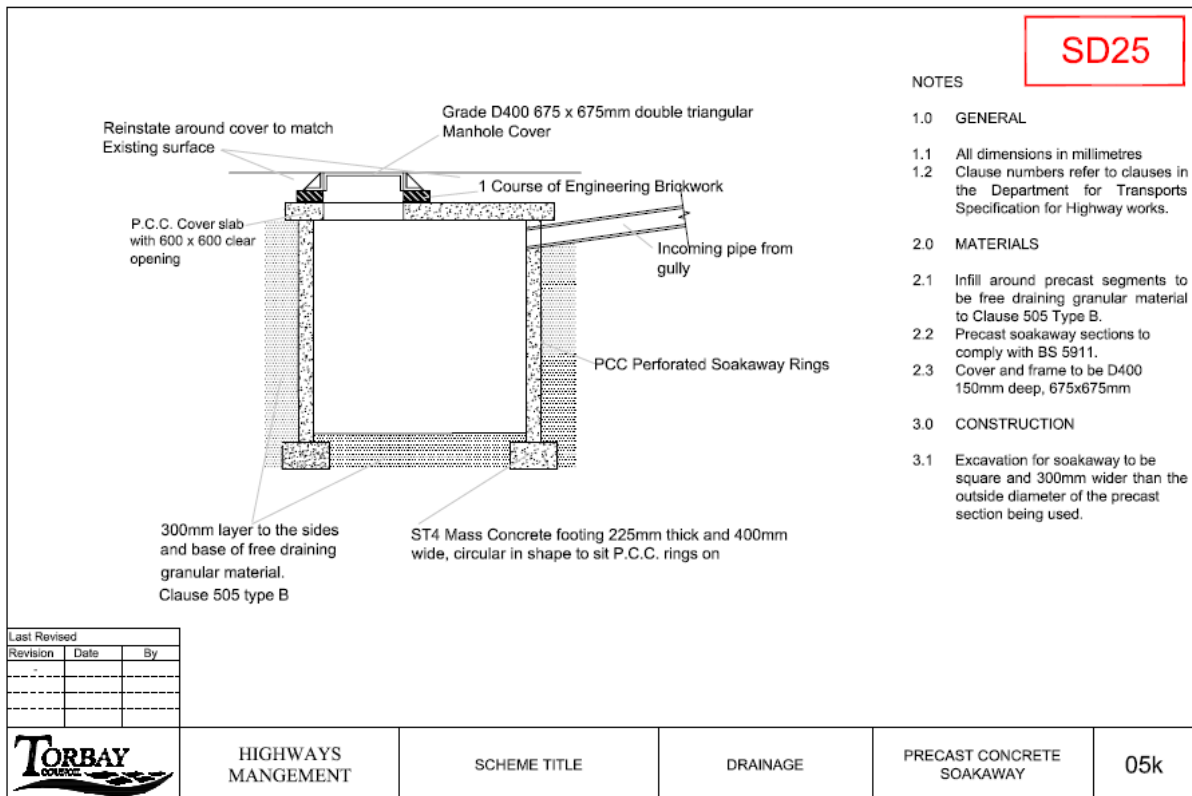 SD25
Reinstate around cover to match
Existing surface
Grade D400 675 x 675mm double triangular
Manhole Cover
1 Course of Engineering Brickwork
P.C.C. Cover slab
with 600 x 600 clear
opening
Incoming pipe from
gully
PCC Perforated Soakaway Rings
300mm layer to the sides
and base of free draining
granular material.
Clause 505 type B
ST4 Mass Concrete footing 225mm thick and 400mm
wide, circular in shape to sit P.C.C. rings on
NOTES
1.0 GENERAL
1.1 All dimensions in millimetres
1.2 Clause numbers refer to clauses in
the Department for Transports
Specification for Highway works.
2.0 MATERIALS
2.1 Infill around precast segments to
be free draining granular material
to Clause 505 Type B.
2.2 Precast soakaway sections to
comply with BS 5911.
2.3 Cover and frame to be D400
150mm deep, 675x675mm
3.0 CONSTRUCTION
3.1 Excavation for soakaway to be
square and 300mm wider than the
outside diameter of the precast
section being used.
Last Revised
Revision Date By
-
TORBAY
COUNCIL
HIGHWAYS
MANGEMENT
SCHEME TITLE
DRAINAGE
PRECAST CONCRETE
SOAKAWAY
05k